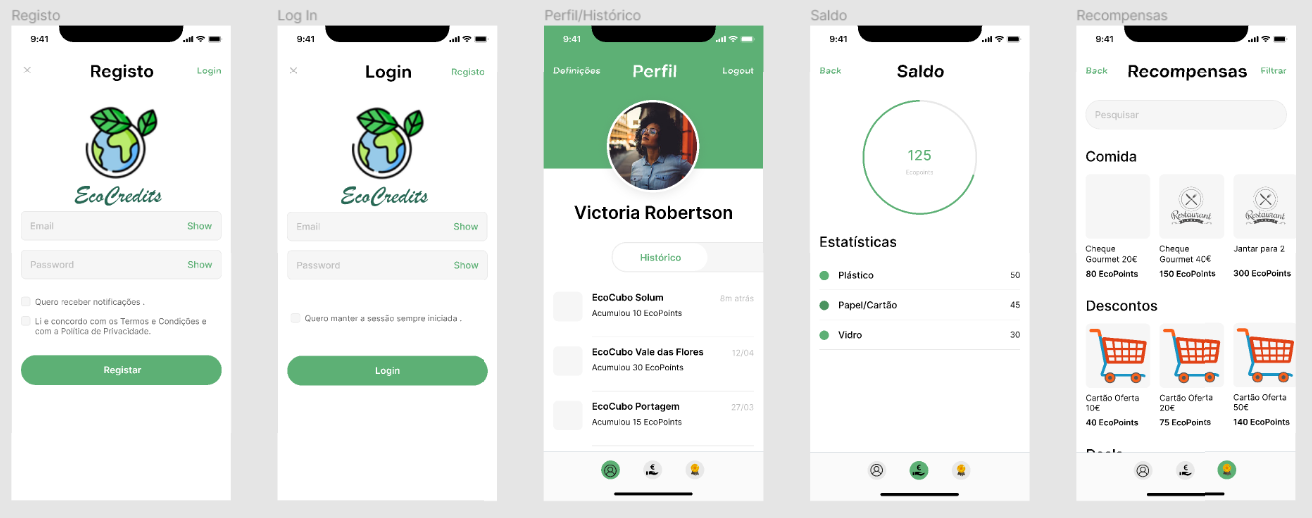 Registo
9:41
Registo
Login
EcoCredits
Email
Show
Password
Show
Quero receber notificações .
Li e concordo com os Termos e Condições e
com a Política de Privacidade.
Registar
Log In
9:41
Login
Registo
EcoCredits
Email
Show
Password
Show
Quero manter a sessão sempre iniciada .
Login
Perfil/Histórico
9:41
Definições
Perfil
Logout
Victoria Robertson
Histórico
EcoCubo Solum
8m atrás
Acumulou 10 EcoPoints
EcoCubo Vale das Flores
12/04
Acumulou 30 EcoPoints
EcoCubo Portagem
27/03
Acumulou 15 EcoPoints
Saldo
9:41
Back
Saldo
125
Ecopoints
Estatísticas
Plástico
50
Papel/Cartão
45
Vidro
30
Recompensas
9:41
Back
Recompensas
Filtrar
Pesquisar
Comida
Restaurant
Restaurant
Cheque
Gourmet 20€
80 EcoPoints
Cheque
Gourmet 40€
150 EcoPoints
Jantar para 2
300 EcoPoints
Descontos
Cartão Oferta
10€
40 EcoPoints
Cartão Oferta
20€
75 EcoPoints
Cartão Oferta
50€
140 EcoPoints